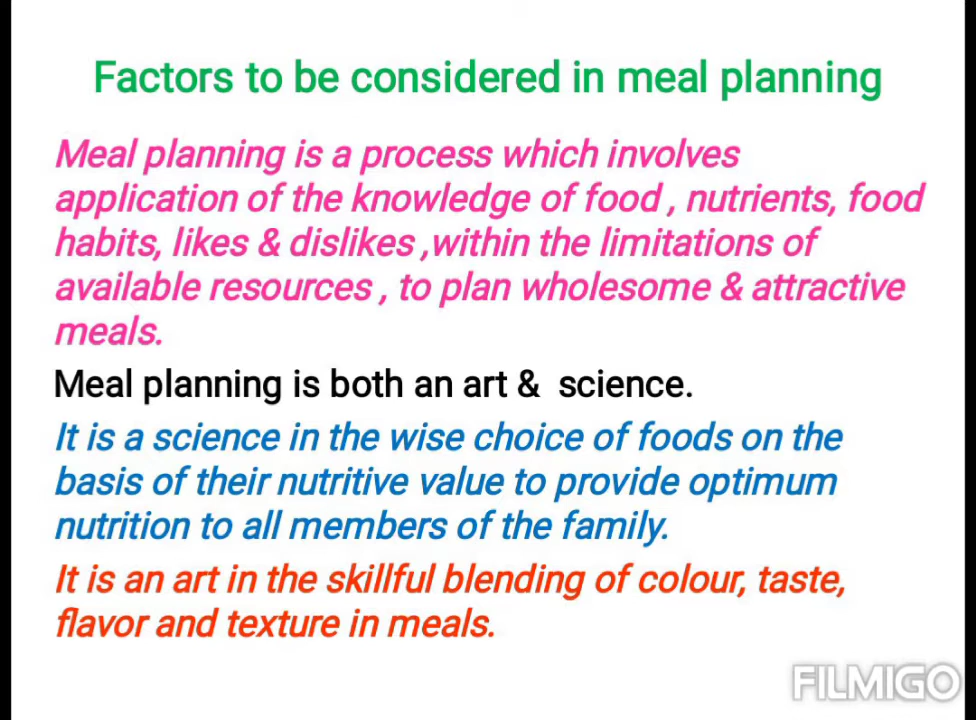 Factors to be considered in meal planning
Meal planning is a process which involves
application of the knowledge of food , nutrients, food
habits, likes & dislikes ,within the limitations of
available resources , to plan wholesome & attractive
meals.
Meal planning is both an art &  science.
It is a science in the wise choice of foods on the
basis of their nutritive value to provide optimum
nutrition to all members of the family.
It is an art in the skillful blending of colour, taste,
flavor and texture in meals.
FILMIGO